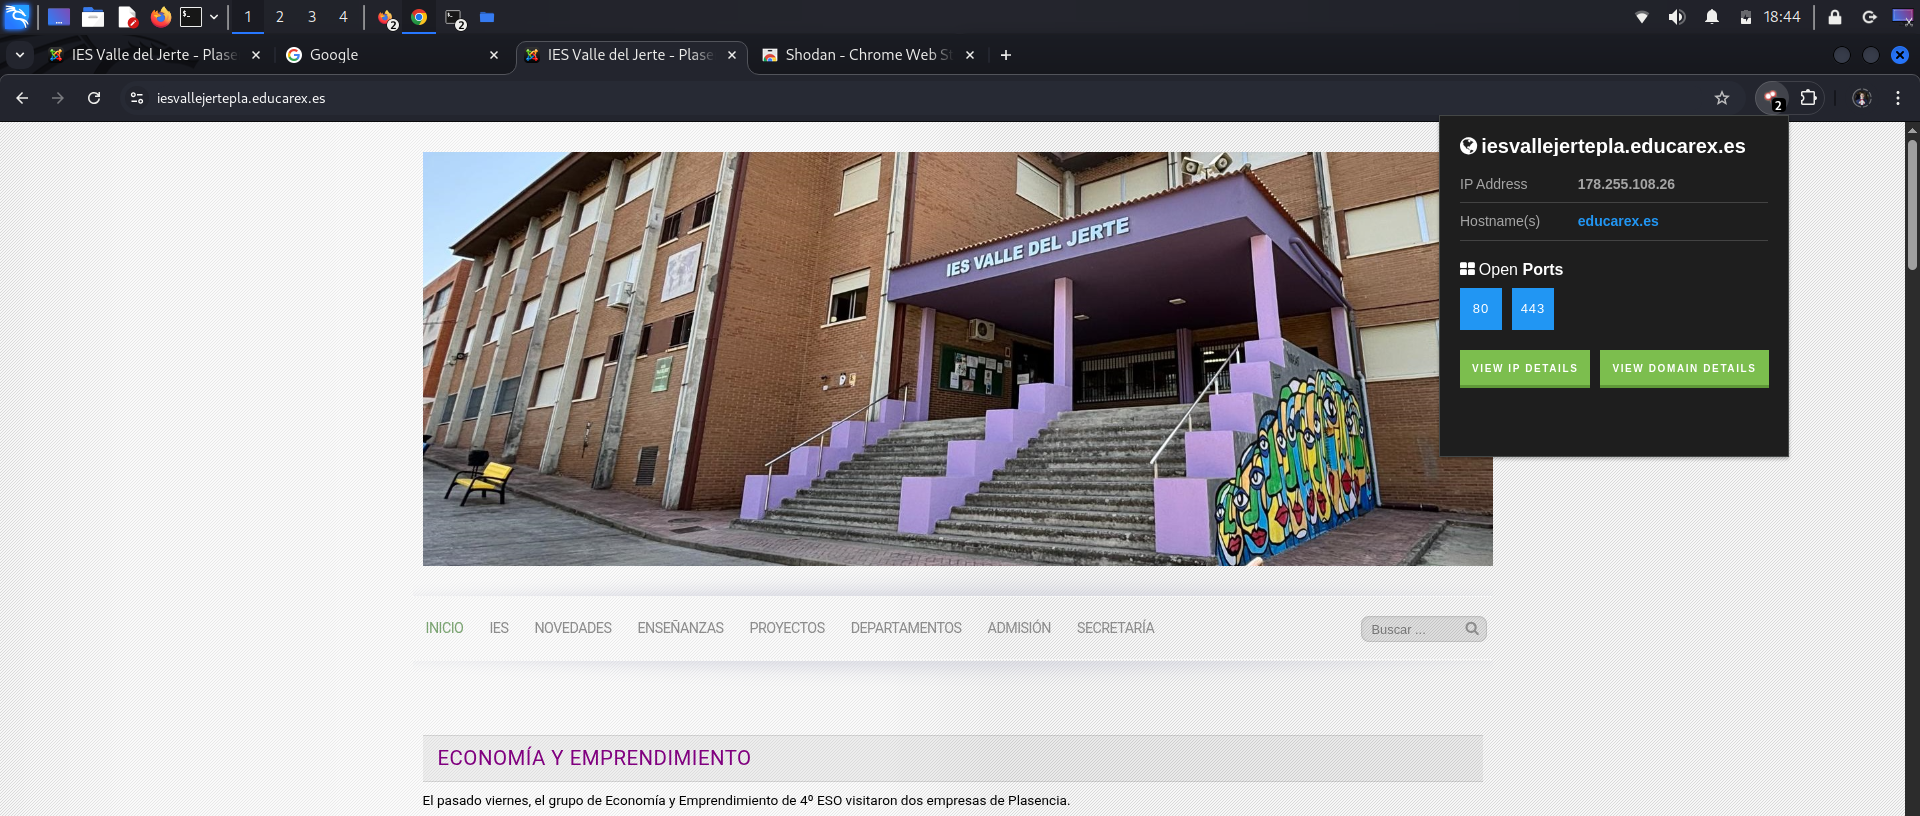 1 2 3 4 2 2 18:44
IES Valle del Jerte - Plase
Google
IES Valle del Jerte - Plase
Shodan - Chrome Web St
iesvallejertepla.educarex.es
2
iesvallejertepla.educarex.es
IP Address 178.255.108.26
Hostname(s) educarex.es
Open Ports
80 443
VIEW IP DETAILS VIEW DOMAIN DETAILS
IES VALLE DEL JERTE
INICIO IES NOVEDADES ENSEÑANZAS PROYECTOS DEPARTAMENTOS ADMISIÓN SECRETARÍA Buscar ...
ECONOMÍA Y EMPRENDIMIENTO
El pasado viernes, el grupo de Economía y Emprendimiento de 4º ESO visitaron dos empresas de Plasencia.